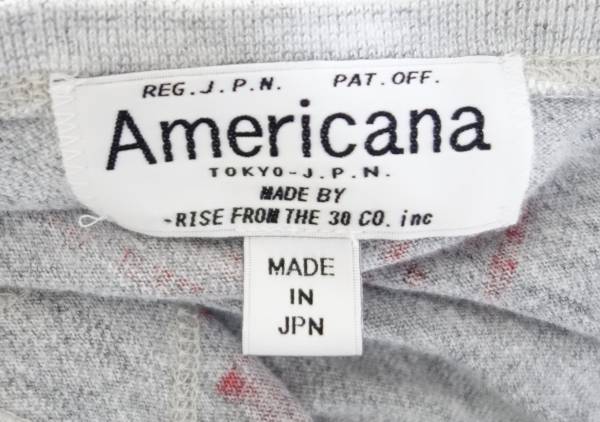 REG.J.P.N. PAT.OFF.
Americana
TOKYO-J.P.N.
MADE BY
-RISE FROM THE 30 CO. inc
MADE
IN
JPN